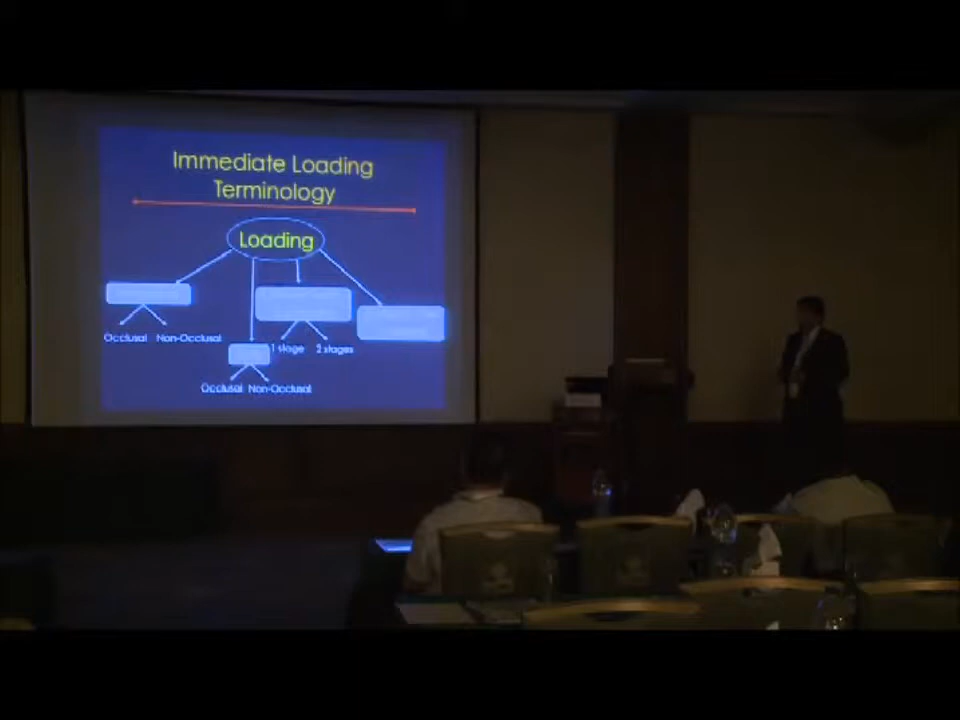 Immediate Loading
Terminology
Loading
Occlusal Non-Occlusal
1 stage 2 stages
Occlusal Non-Occlusal